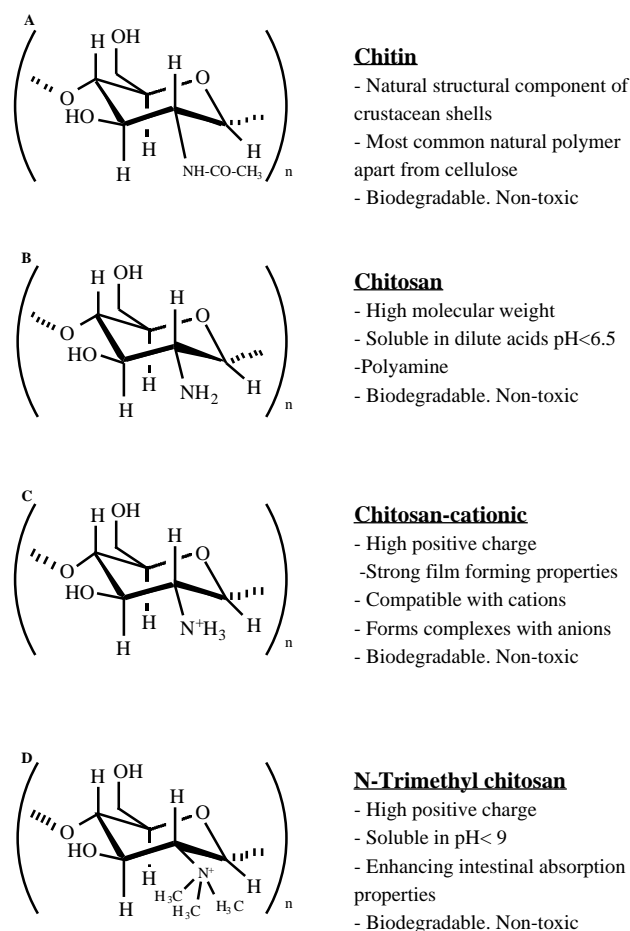 A
H
OH
H
O
O
HO
H
H
H
NH-CO-CH₃
n
Chitin
- Natural structural component of
crustacean shells
- Most common natural polymer
apart from cellulose
- Biodegradable. Non-toxic
B
H
OH
H
O
O
HO
H
H
H
NH₂
n
Chitosan
- High molecular weight
- Soluble in dilute acids pH<6.5
-Polyamine
- Biodegradable. Non-toxic
C
H
OH
H
O
O
HO
H
H
H
N⁺H₃
n
Chitosan-cationic
- High positive charge
-Strong film forming properties
- Compatible with cations
- Forms complexes with anions
- Biodegradable. Non-toxic
D
H
OH
H
O
O
HO
H
H
H
N⁺
H₃C
H₃C
H₃C
n
N-Trimethyl chitosan
- High positive charge
- Soluble in pH< 9
- Enhancing intestinal absorption
properties
- Biodegradable. Non-toxic